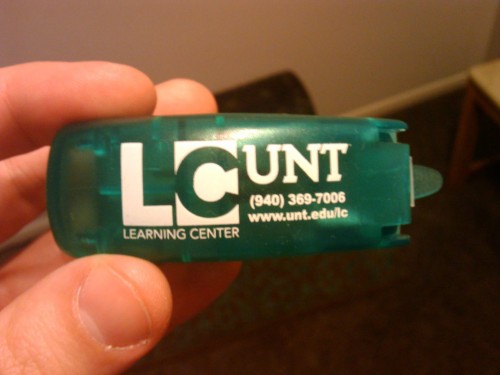 LC UNT
(940) 369-7006
www.unt.edu/lc
LEARNING CENTER